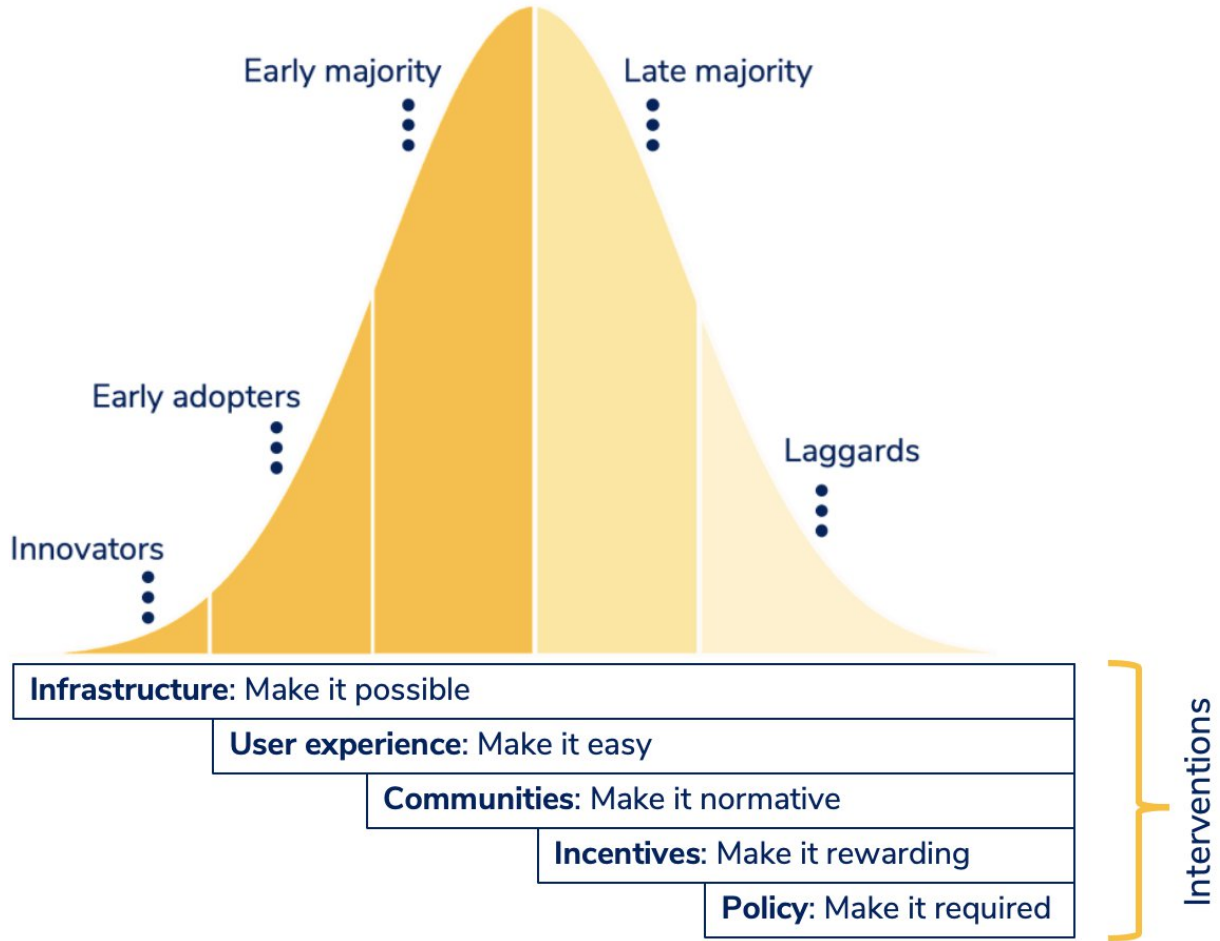 Early majority
Late majority
Early adopters
Laggards
Innovators
Infrastructure: Make it possible
User experience: Make it easy
Communities: Make it normative
Incentives: Make it rewarding
Policy: Make it required
Interventions